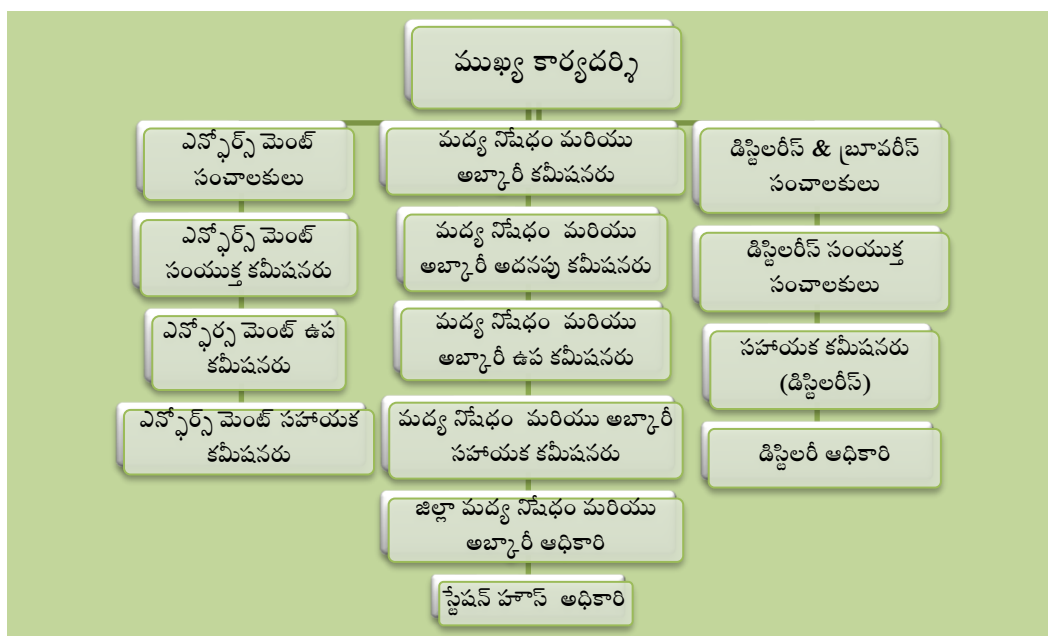 ముఖ్య కార్యదర్శి
ఎన్ఫోర్స్ మెంట్
సంచాలకులు
ఎన్ఫోర్స్ మెంట్
సంయుక్త కమీషనరు
ఎన్ఫోర్స మెంట్ ఉప
కమీషనరు
ఎన్ఫోర్స్ మెంట్ సహాయక
కమీషనరు
మద్య నిషేధం మరియు
అబ్కారీ కమీషనరు
మద్య నిషేధం మరియు
అబ్కారీ అదనపు కమీషనరు
మద్య నిషేధం మరియు
అబ్కారీ ఉప కమీషనరు
మద్య నిషేధం మరియు అబ్కారీ
సహాయక కమీషనరు
జిల్లా మద్య నిషేధం మరియు
అబ్కారీ ఆధికారి
స్టేషన్ హౌస్ అధికారి
డిస్టిలరీస్ & బ్రూవరీస్
సంచాలకులు
డిస్టిలరీస్ సంయుక్త
సంచాలకులు
సహాయక కమీషనరు
(డిస్టిలరీస్)
డిస్టిలరీ ఆధికారి